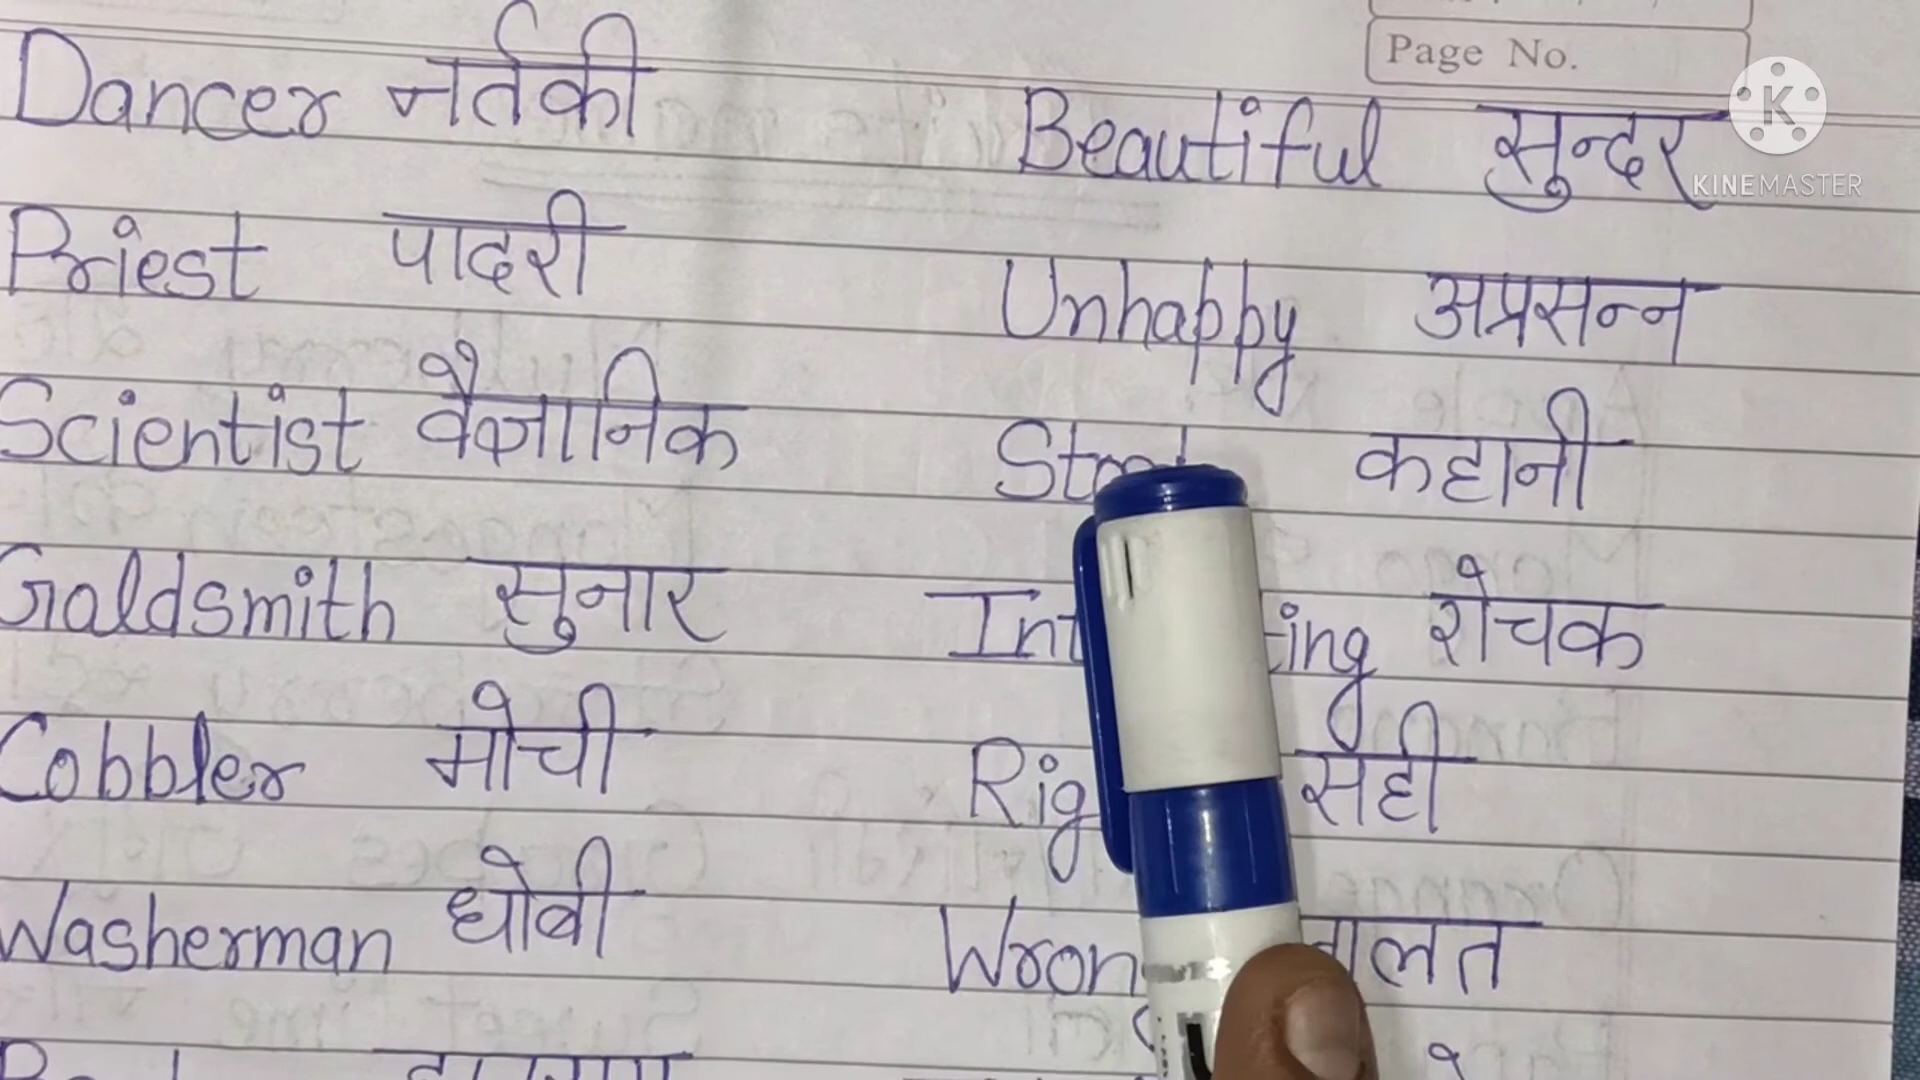 Page No.
Dancer नर्तकी
Beautiful सुन्दर
KINEMASTER
Priest पादरी
Unhappy अप्रसन्न
Scientist वैज्ञानिक
कहानी
Goldsmith सुनार
रोचक
Cobbler मोची
सही
Washerman धोबी